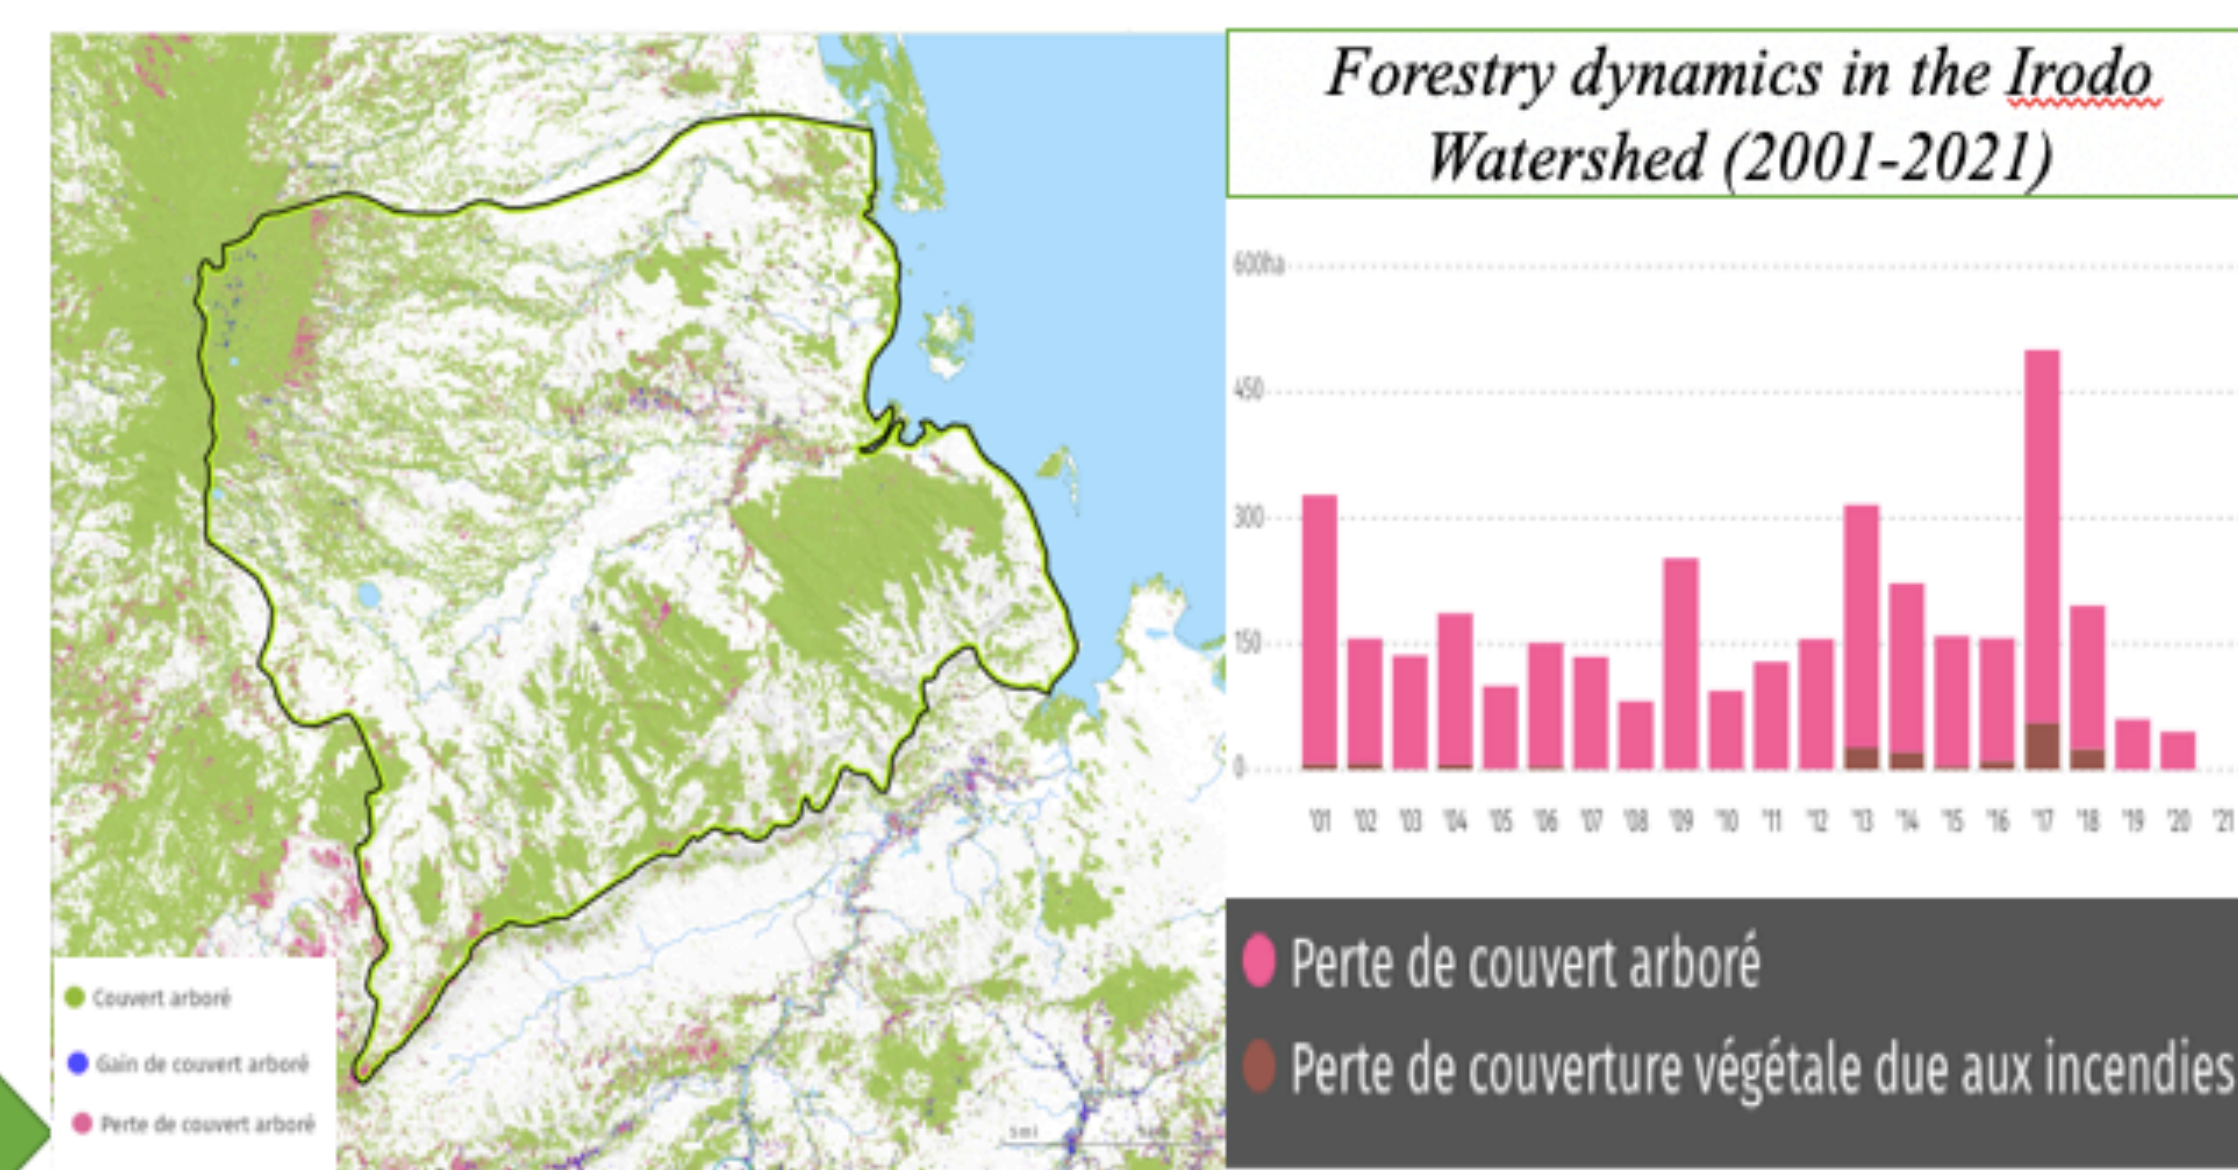 Forestry dynamics in the Irodo
Watershed (2001-2021)
600ha
450
300
150
0
'01 '02 '03 '04 '05 '06 '07 '08 '09 '10 '11 '12 '13 '14 '15 '16 '17 '18 '19 '20 '21
Perte de couvert arboré
Perte de couverture végétale due aux incendies
Couvert arboré
Gain de couvert arboré
Perte de couvert arboré